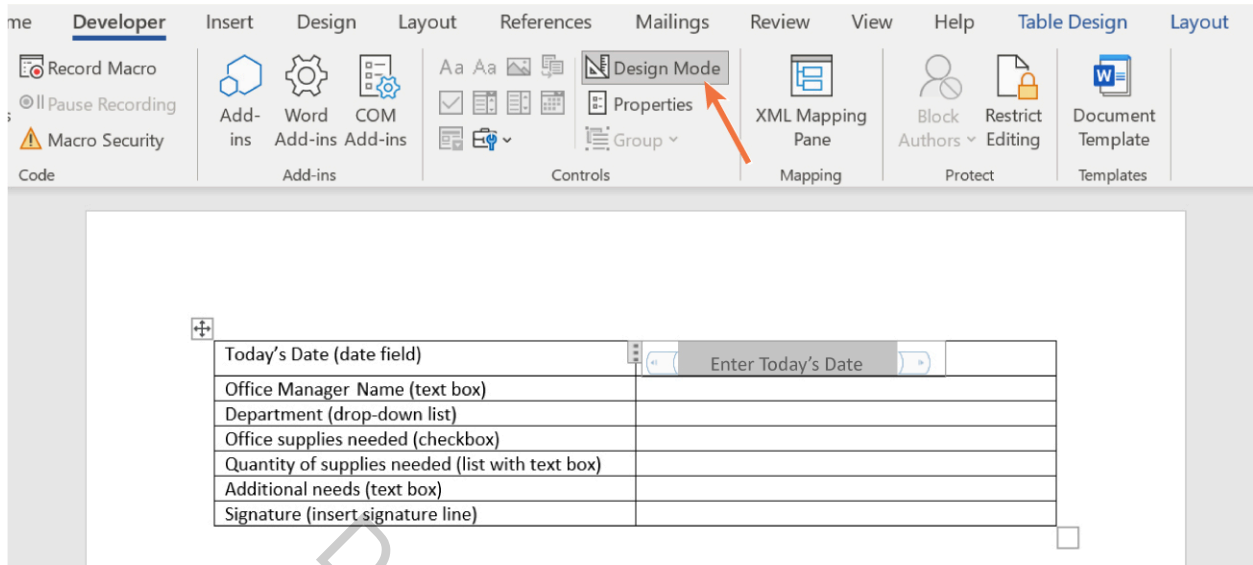 me Developer Insert Design Layout References Mailings Review View Help Table Design Layout
Record Macro
Pause Recording
Macro Security
Code
Add-
ins
Word
Add-ins
COM
Add-ins
Add-ins
Aa Aa
Design Mode
Properties
Group
Controls
XML Mapping
Pane
Mapping
Block
Authors
Restrict
Editing
Protect
Document
Template
Templates
Today's Date (date field) Enter Today's Date
Office Manager Name (text box)
Department (drop-down list)
Office supplies needed (checkbox)
Quantity of supplies needed (list with text box)
Additional needs (text box)
Signature (insert signature line)